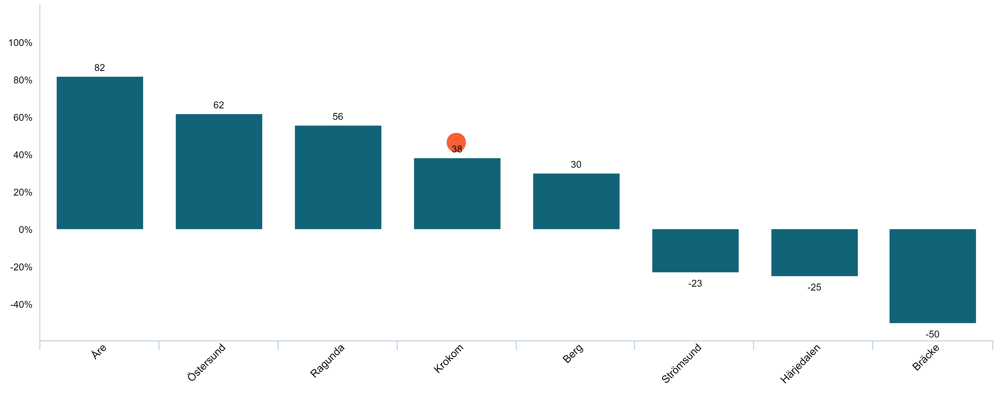 100%
80%
60%
40%
20%
0%
-20%
-40%
82
62
56
38
30
-23
-25
-50
Åre
Östersund
Ragunda
Krokom
Berg
Strömsund
Härjedalen
Bräcke